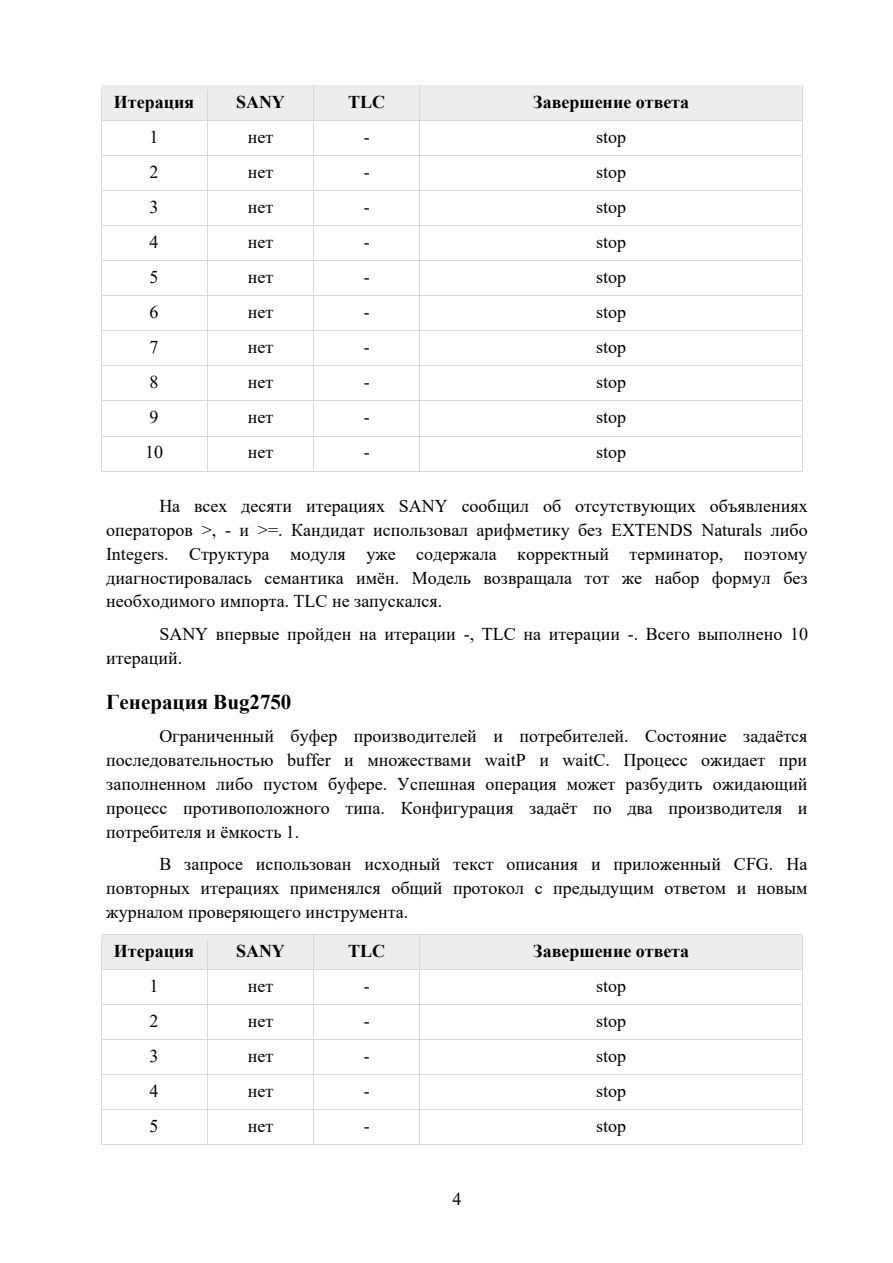 Итерация SANY TLC Завершение ответа
1 нет - stop
2 нет - stop
3 нет - stop
4 нет - stop
5 нет - stop
6 нет - stop
7 нет - stop
8 нет - stop
9 нет - stop
10 нет - stop
На всех десяти итерациях SANY сообщил об отсутствующих объявлениях
операторов >, - и >=. Кандидат использовал арифметику без EXTENDS Naturals либо
Integers. Структура модуля уже содержала корректный терминатор, поэтому
диагностировалась семантика имён. Модель возвращала тот же набор формул без
необходимого импорта. TLC не запускался.
SANY впервые пройден на итерации -, TLC на итерации -. Всего выполнено 10
итераций.
Генерация Bug2750
Ограниченный буфер производителей и потребителей. Состояние задаётся
последовательностью buffer и множествами waitP и waitC. Процесс ожидает при
заполненном либо пустом буфере. Успешная операция может разбудить ожидающий
процесс противоположного типа. Конфигурация задаёт по два производителя и
потребителя и ёмкость 1.
В запросе использован исходный текст описания и приложенный CFG. На
повторных итерациях применялся общий протокол с предыдущим ответом и новым
журналом проверяющего инструмента.
Итерация SANY TLC Завершение ответа
1 нет - stop
2 нет - stop
3 нет - stop
4 нет - stop
5 нет - stop
4